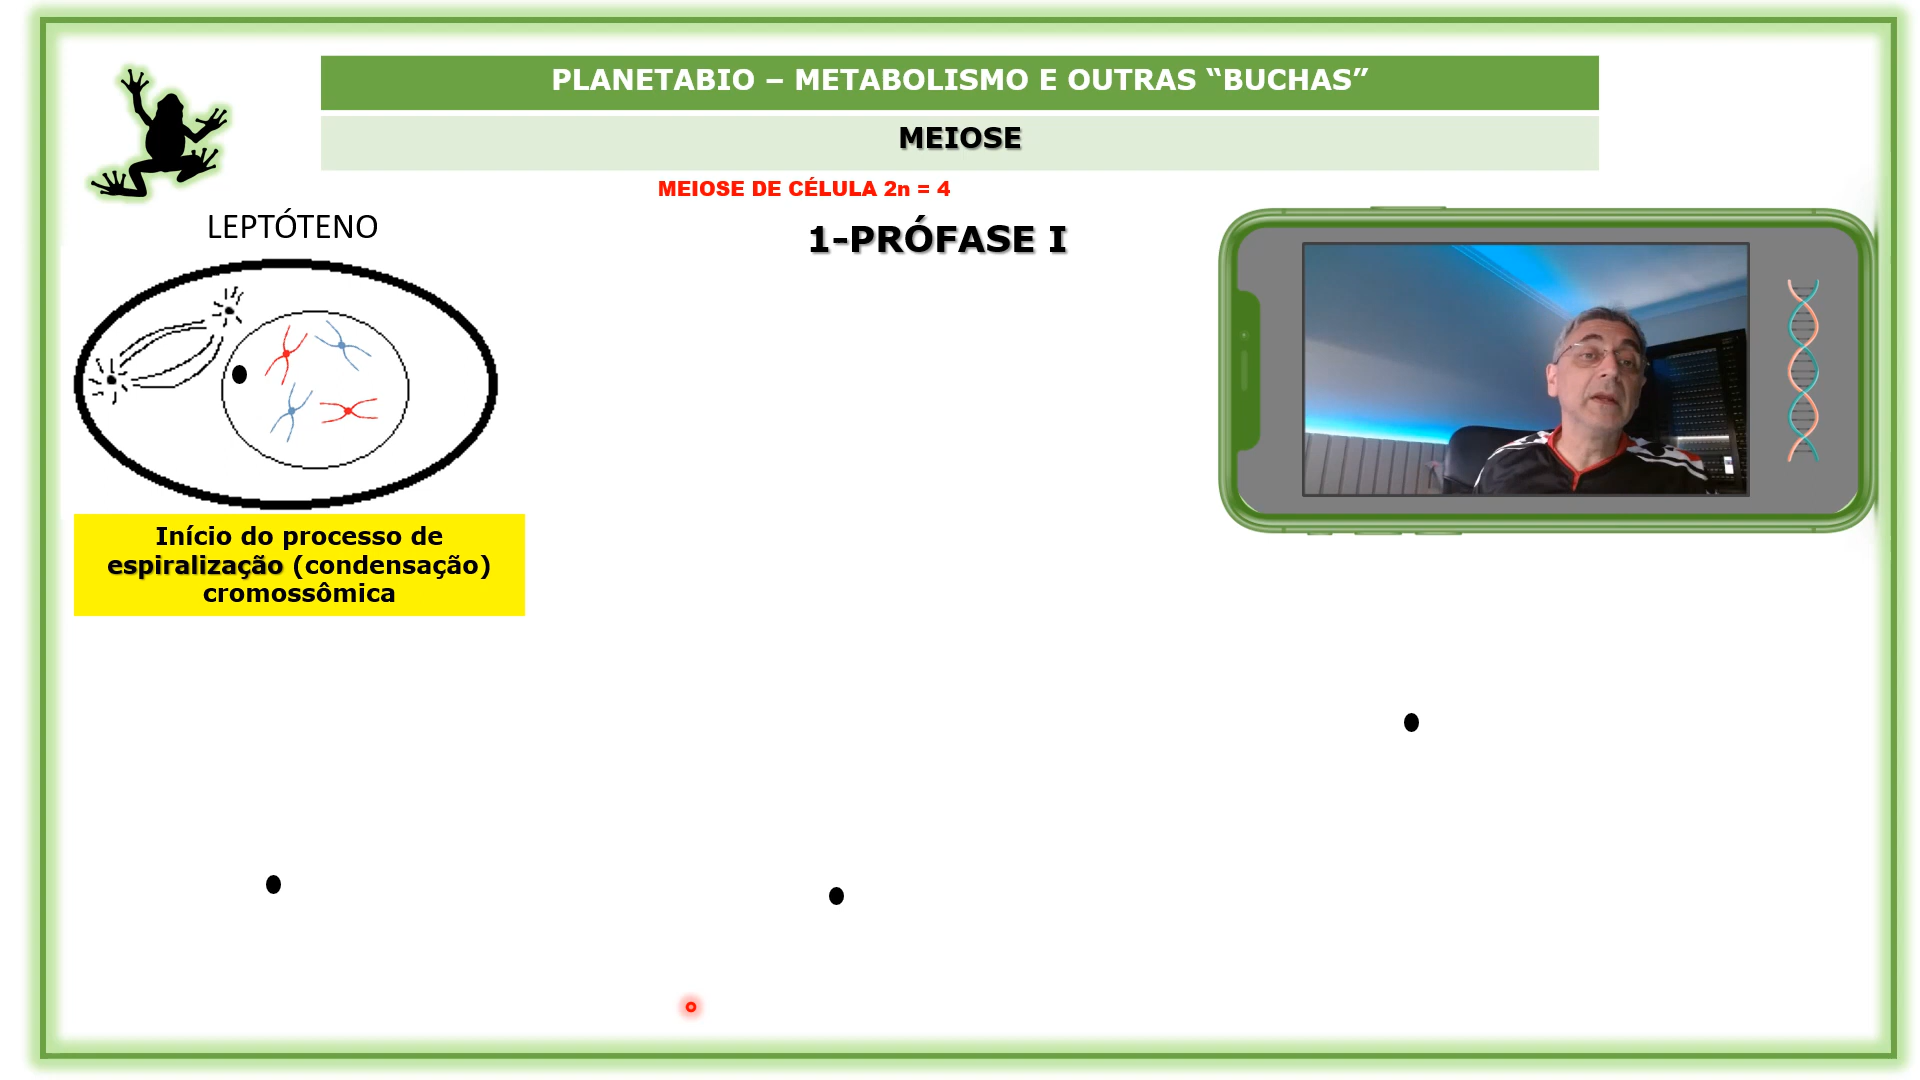 PLANETABIO – METABOLISMO E OUTRAS “BUCHAS”
MEIOSE
MEIOSE DE CÉLULA 2n = 4
LEPTÓTENO
1-PRÓFASE I
Início do processo de
espiralização (condensação)
cromossômica